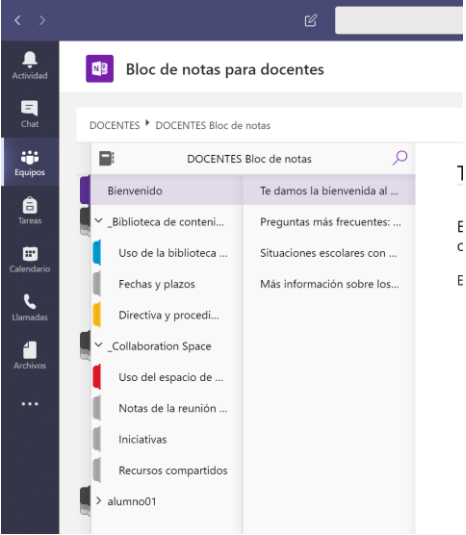 Actividad
Chat
Equipos
Tareas
Calendario
Llamadas
Archivos
Bloc de notas para docentes
DOCENTES DOCENTES Bloc de notas
DOCENTES Bloc de notas
Bienvenido
_Biblioteca de conteni...
Uso de la biblioteca ...
Fechas y plazos
Directiva y procedi...
_Collaboration Space
Uso del espacio de ...
Notas de la reunión ...
Iniciativas
Recursos compartidos
alumno01
Te damos la bienvenida al ...
Preguntas más frecuentes: ...
Situaciones escolares con ...
Más información sobre los...